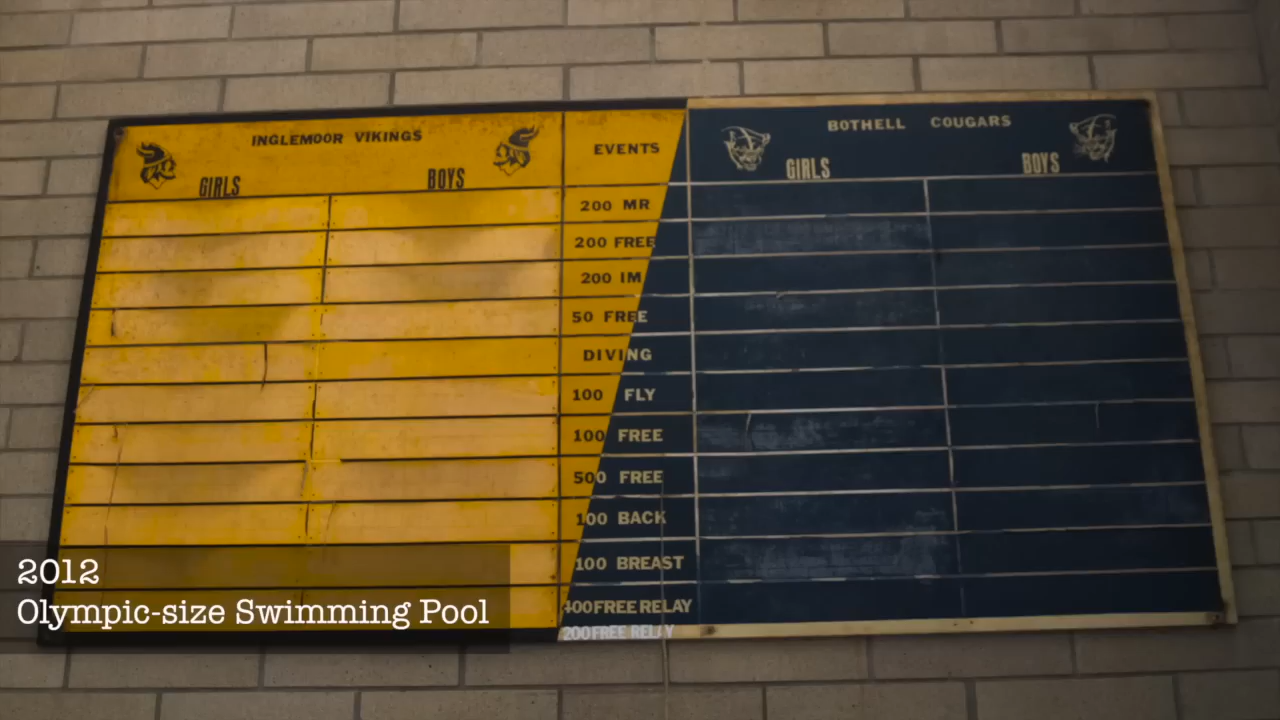 INGLEMOOR VIKINGS
GIRLS BOYS
EVENTS
BOTHELL COUGARS
GIRLS BOYS
200 MR
200 FREE
200 IM
50 FREE
DIVING
100 FLY
100 FREE
500 FREE
100 BACK
100 BREAST
400 FREE RELAY
200 FREE RELAY
2012
Olympic-size Swimming Pool